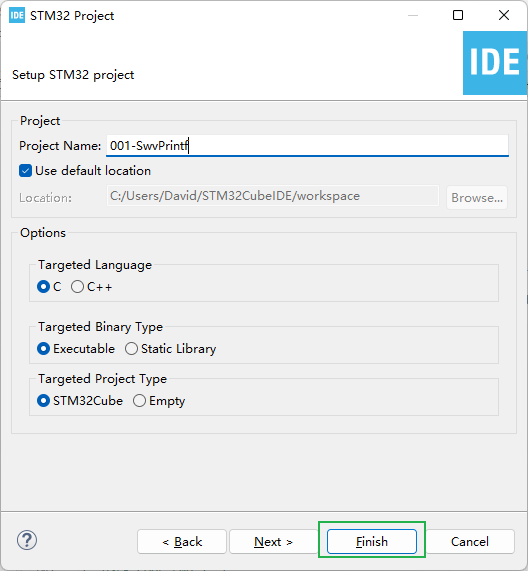 IDE STM32 Project
IDE
Setup STM32 project
Project
Project Name: 001-SwvPrintf
Use default location
Location: C:/Users/David/STM32CubeIDE/workspace Browse...
Options
Targeted Language
C C++
Targeted Binary Type
Executable Static Library
Targeted Project Type
STM32Cube Empty
? < Back Next > Finish Cancel